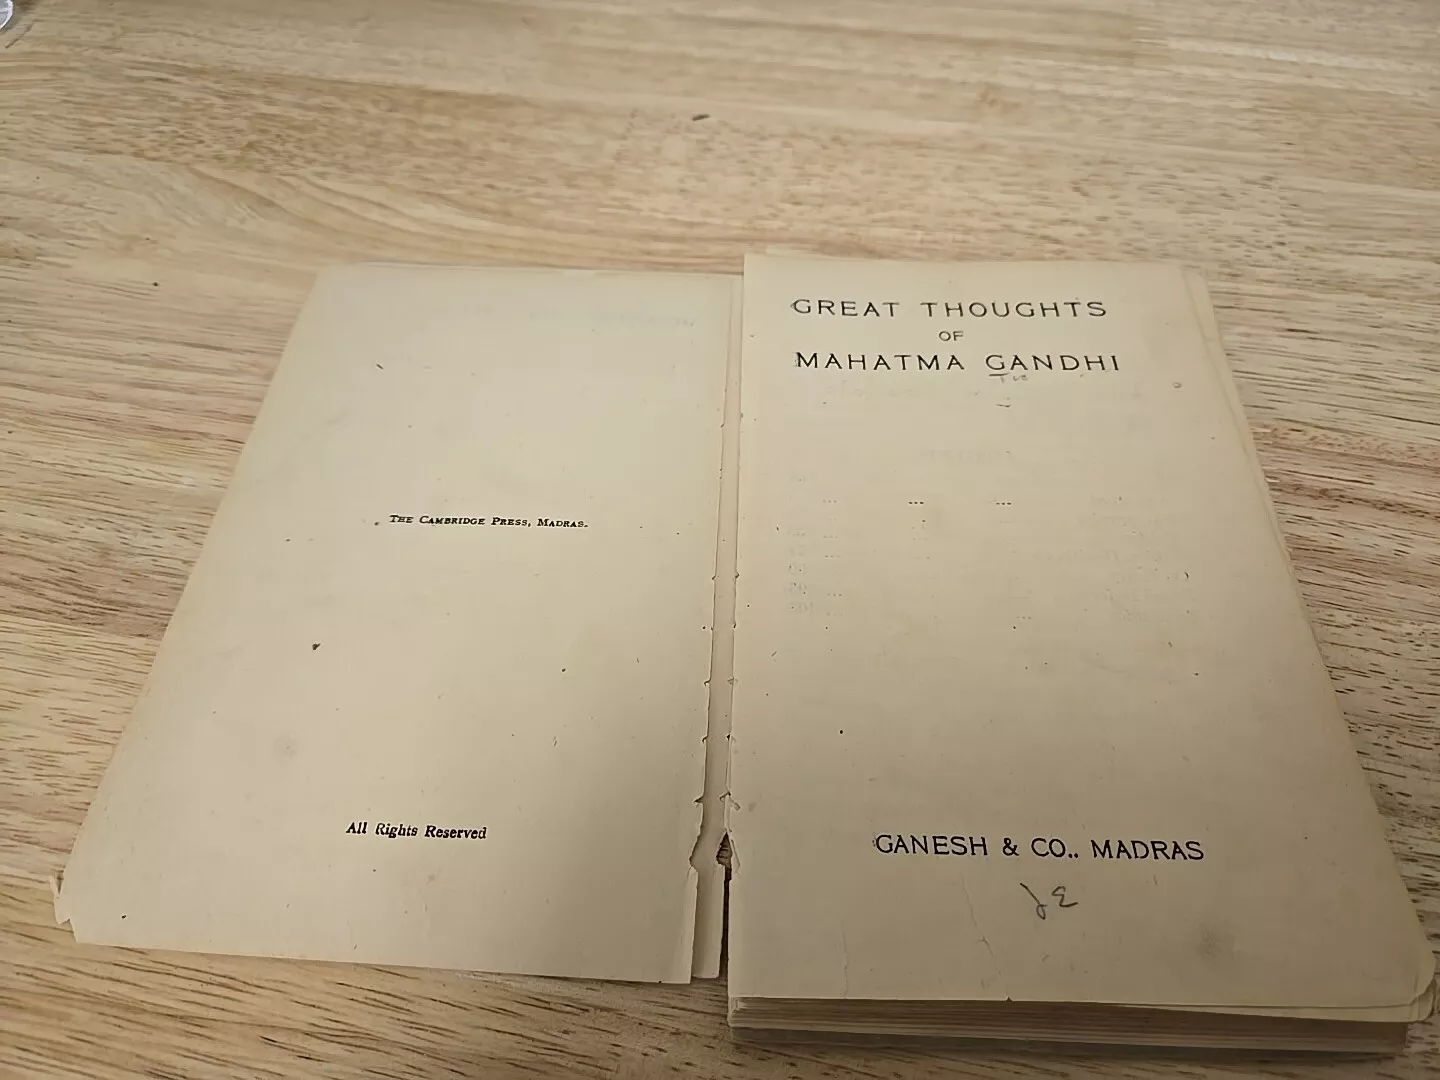 THE CAMBRIDGE PRESS, MADRAS.
All Rights Reserved
GREAT THOUGHTS
OF
MAHATMA GANDHI
GANESH & CO., MADRAS